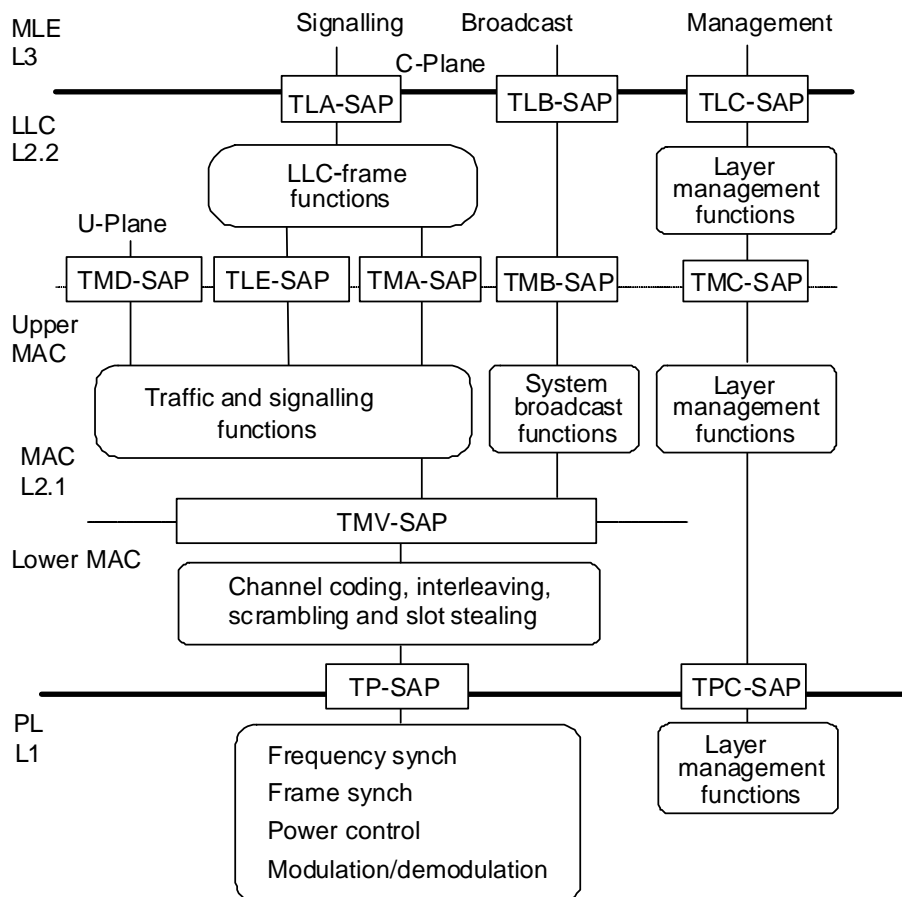 MLE
L3
Signalling
Broadcast
Management
C-Plane
TLA-SAP
TLB-SAP
TLC-SAP
LLC
L2.2
LLC-frame
functions
Layer
management
functions
U-Plane
TMD-SAP
TLE-SAP
TMA-SAP
TMB-SAP
TMC-SAP
Upper
MAC
Traffic and signalling
functions
System
broadcast
functions
Layer
management
functions
MAC
L2.1
TMV-SAP
Lower MAC
Channel coding, interleaving,
scrambling and slot stealing
TP-SAP
TPC-SAP
PL
L1
Frequency synch
Frame synch
Power control
Modulation/demodulation
Layer
management
functions